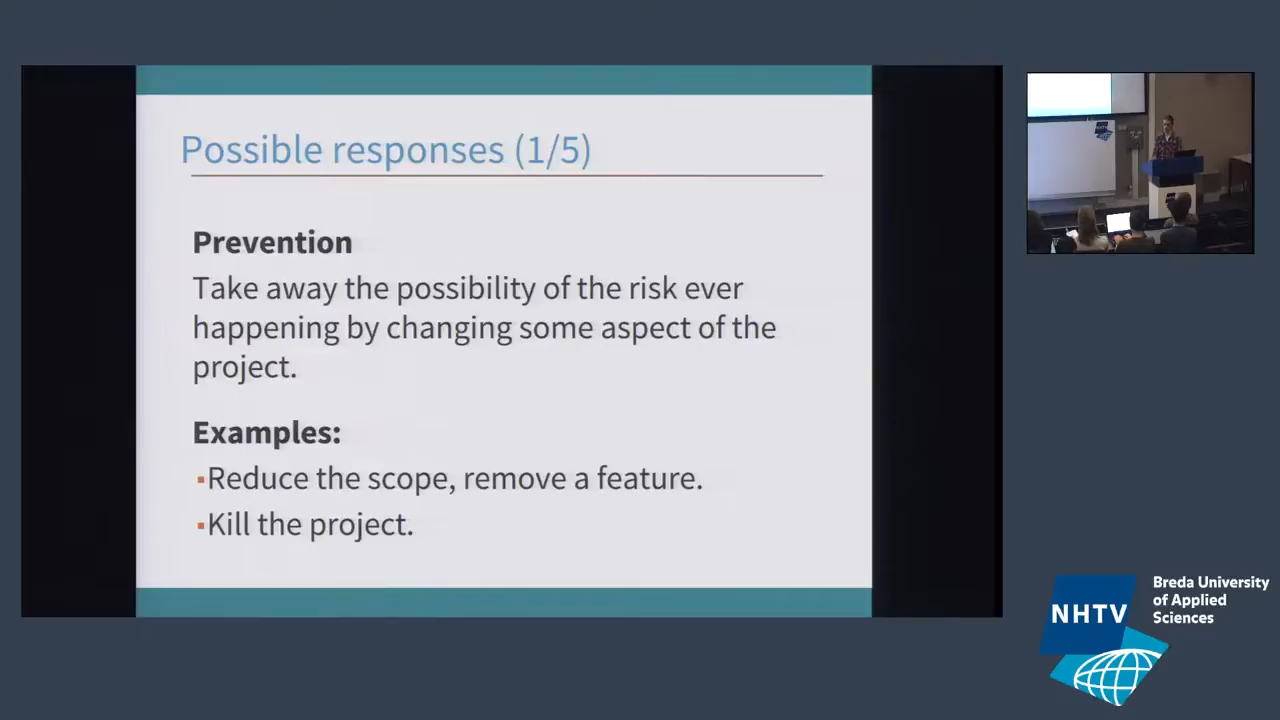 Possible responses (1/5)
Prevention
Take away the possibility of the risk ever
happening by changing some aspect of the
project.
Examples:
▪Reduce the scope, remove a feature.
▪Kill the project.
NHTV
Breda University
of Applied
Sciences